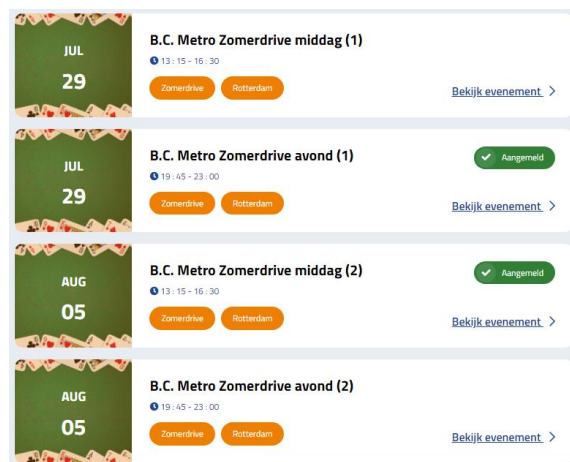 JUL
29
B.C. Metro Zomerdrive middag (1)
13 : 15 - 16 : 30
Zomerdrive Rotterdam
Bekijk evenement
JUL
29
B.C. Metro Zomerdrive avond (1)
Aangemeld
19 : 45 - 23 : 00
Zomerdrive Rotterdam
Bekijk evenement
AUG
05
B.C. Metro Zomerdrive middag (2)
Aangemeld
13 : 15 - 16 : 30
Zomerdrive Rotterdam
Bekijk evenement
AUG
05
B.C. Metro Zomerdrive avond (2)
19 : 45 - 23 : 00
Zomerdrive Rotterdam
Bekijk evenement